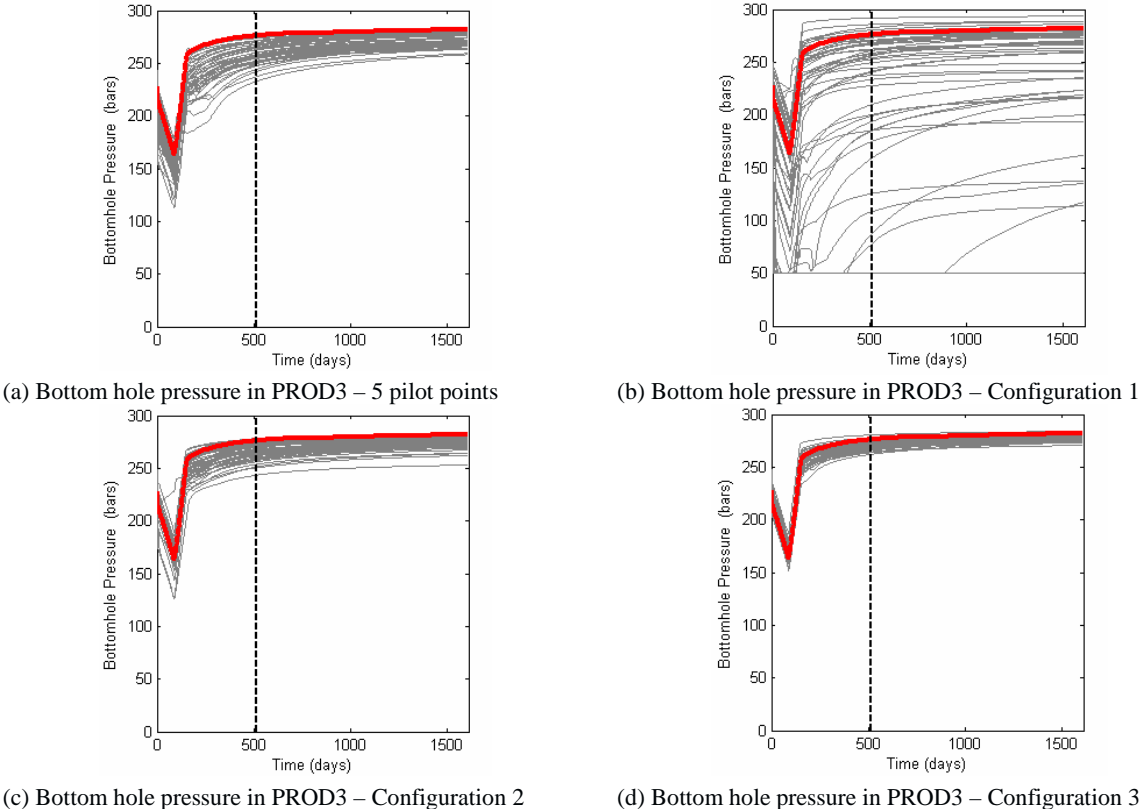 300
250
200
150
100
50
0
Bottomhole Pressure (bars)
0 500 1000 1500
Time (days)
(a) Bottom hole pressure in PROD3 – 5 pilot points
300
250
200
150
100
50
0
Bottomhole Pressure (bars)
0 500 1000 1500
Time (days)
(b) Bottom hole pressure in PROD3 – Configuration 1
300
250
200
150
100
50
0
Bottomhole Pressure (bars)
0 500 1000 1500
Time (days)
(c) Bottom hole pressure in PROD3 – Configuration 2
300
250
200
150
100
50
0
Bottomhole Pressure (bars)
0 500 1000 1500
Time (days)
(d) Bottom hole pressure in PROD3 – Configuration 3